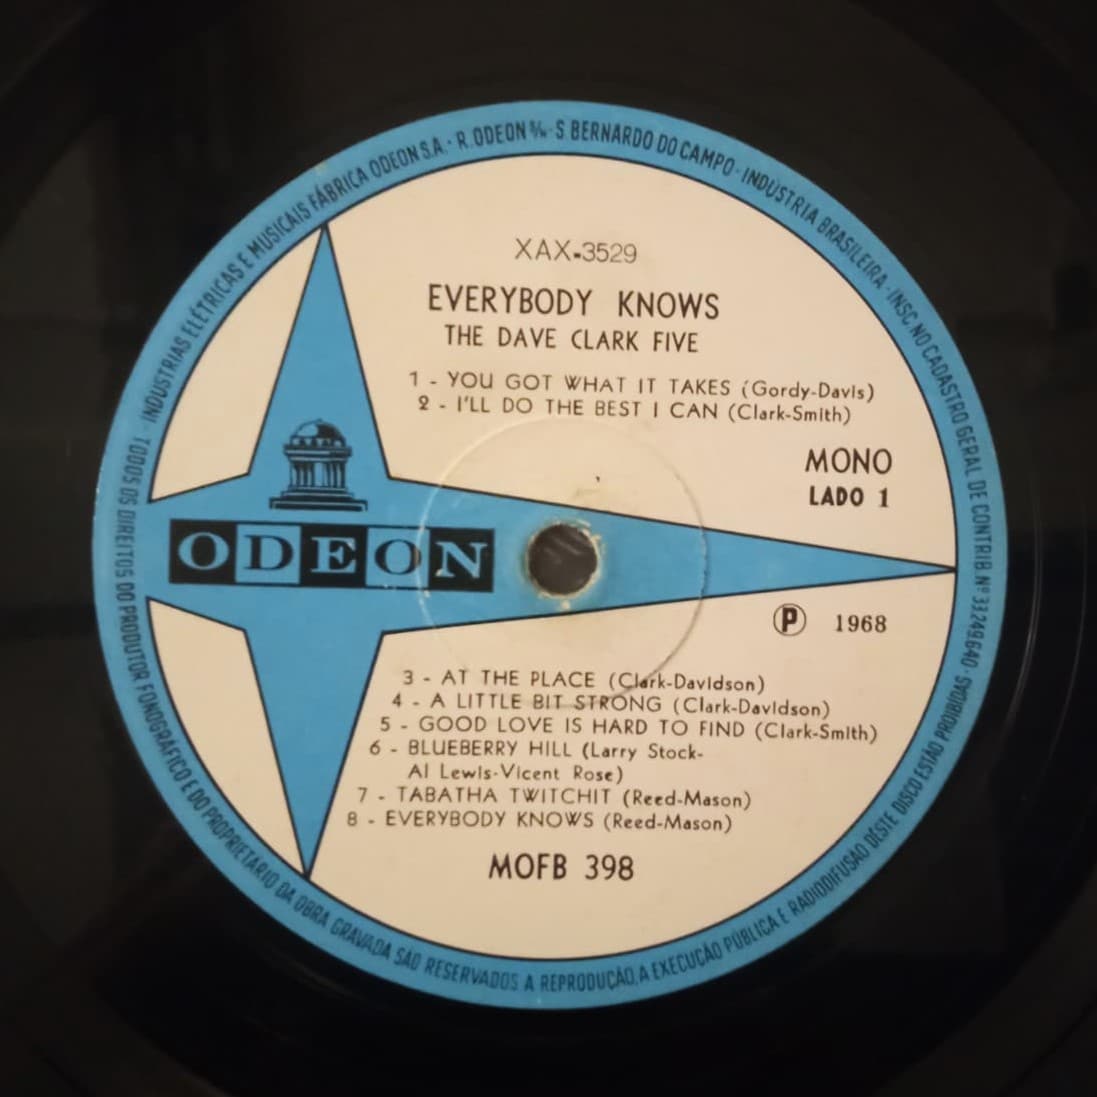 INDÚSTRIAS ELÉTRICAS E MUSICAIS FÁBRICA ODEON S.A. · R. ODEON S/N · S BERNARDO DO CAMPO · INDÚSTRIA BRASILEIRA · INSC. NO CADASTRO GERAL DE CONTRIB. Nº 33249640 · TODOS OS DIREITOS DO PRODUTOR FONOGRÁFICO E DO PROPRIETÁRIO DA OBRA GRAVADA SÃO RESERVADOS A REPRODUÇÃO, A EXECUÇÃO PÚBLICA E RADIODIFUSÃO DÊSTE DISCO ESTÃO PROIBIDAS ·
XAX-3529
EVERYBODY KNOWS
THE DAVE CLARK FIVE
1 - YOU GOT WHAT IT TAKES (Gordy-Davis)
2 - I'LL DO THE BEST I CAN (Clark-Smith)
MONO
LADO 1
ODEON
P 1968
3 - AT THE PLACE (Clark-Davidson)
4 - A LITTLE BIT STRONG (Clark-Davidson)
5 - GOOD LOVE IS HARD TO FIND (Clark-Smith)
6 - BLUEBERRY HILL (Larry Stock-
Al Lewis-Vicent Rose)
7 - TABATHA TWITCHIT (Reed-Mason)
8 - EVERYBODY KNOWS (Reed-Mason)
MOFB 398